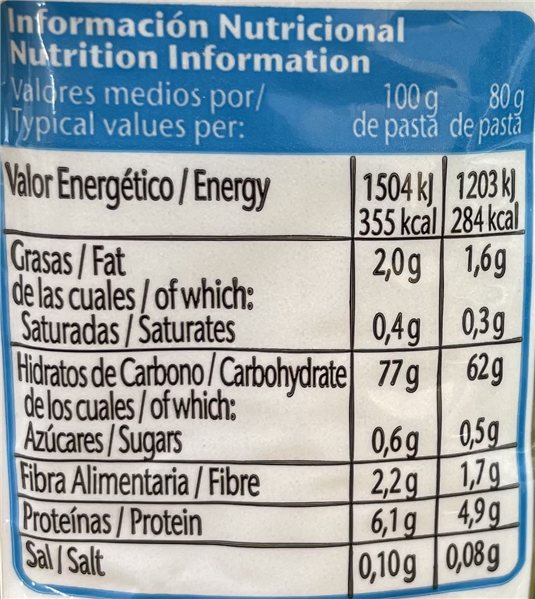 Información Nutricional
Nutrition Information
Valores medios por/ 100 g 80 g
Typical values per: de pasta de pasta
Valor Energético / Energy 1504 kJ 1203 kJ
355 kcal 284 kcal
Grasas / Fat 2,0 g 1,6 g
de las cuales / of which:
Saturadas / Saturates 0,4 g 0,3 g
Hidratos de Carbono / Carbohydrate 77 g 62 g
de los cuales / of which:
Azúcares / Sugars 0,6 g 0,5 g
Fibra Alimentaria / Fibre 2,2 g 1,7 g
Proteínas / Protein 6,1 g 4,9 g
Sal / Salt 0,10 g 0,08 g